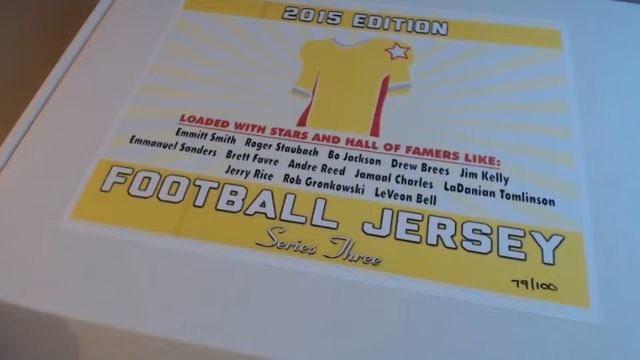 2015 EDITION
LOADED WITH STARS AND HALL OF FAMERS LIKE:
Emmitt Smith Roger Staubach Bo Jackson Drew Brees Jim Kelly
Emmanuel Sanders Brett Favre Andre Reed Jamaal Charles LaDanian Tomlinson
Jerry Rice Rob Gronkowski LeVeon Bell
FOOTBALL JERSEY
Series Three
79/100